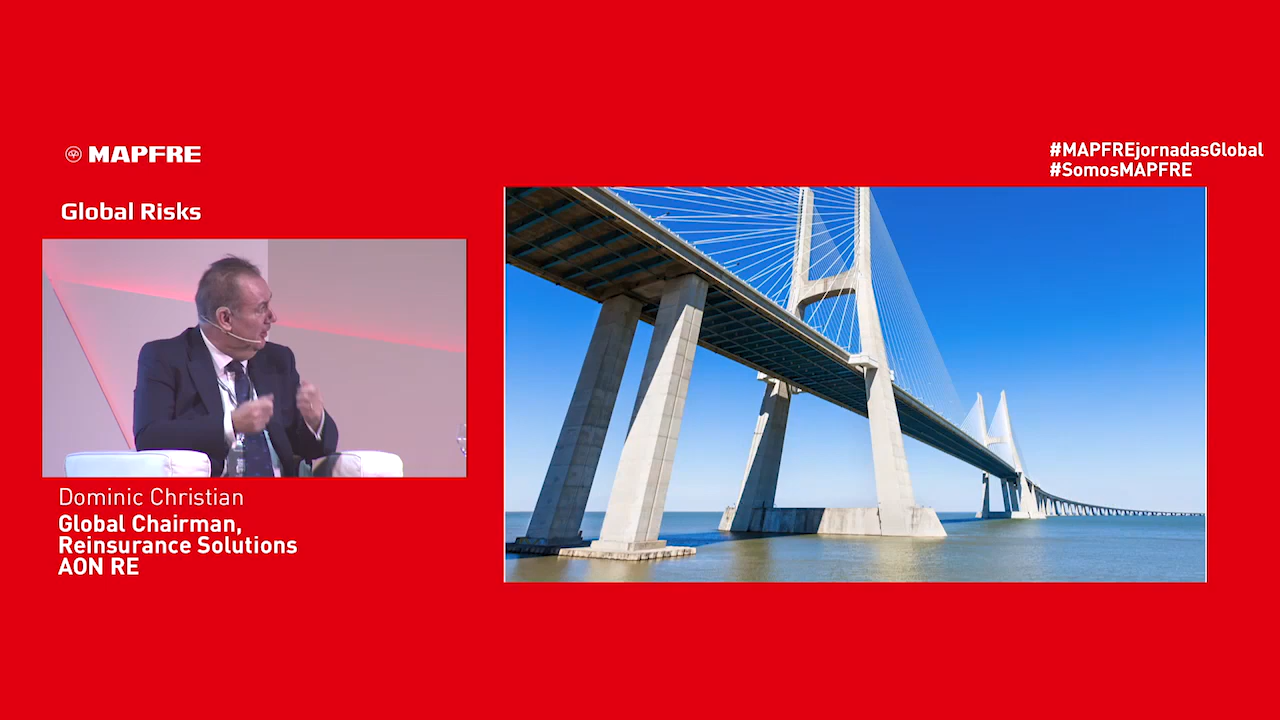 MAPFRE
#MAPFREjornadasGlobal
#SomosMAPFRE
Global Risks
Dominic Christian
Global Chairman,
Reinsurance Solutions
AON RE